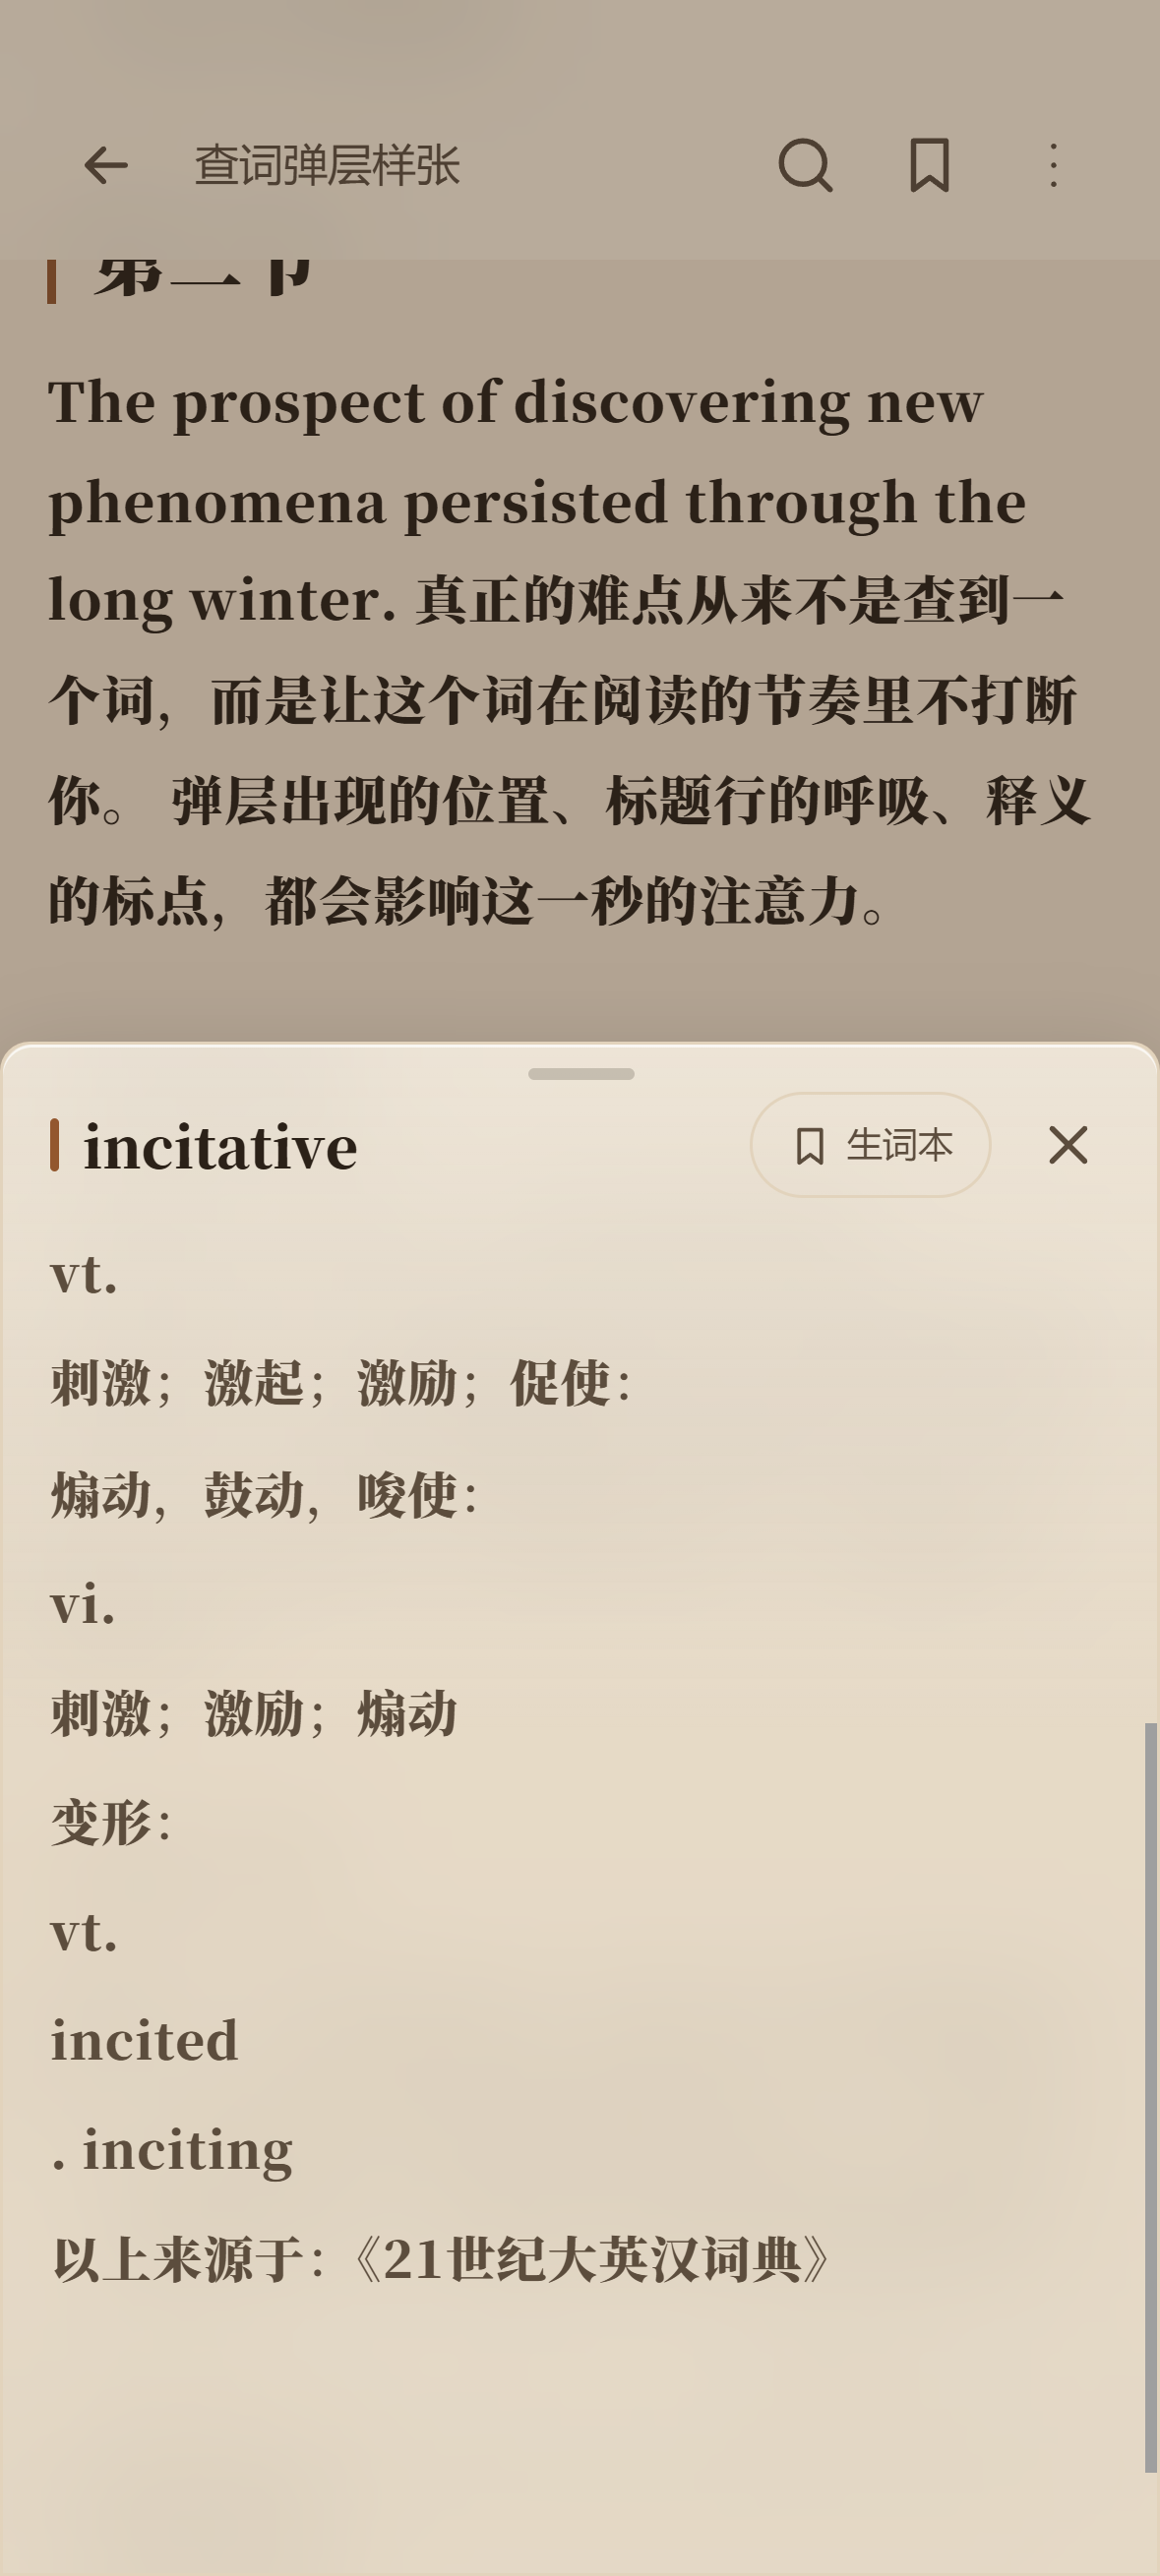 查词弹层样张
The prospect of discovering new
phenomena persisted through the
long winter. 真正的难点从来不是查到一
个词，而是让这个词在阅读的节奏里不打断
你。 弹层出现的位置、标题行的呼吸、释义
的标点，都会影响这一秒的注意力。
incitative
生词本
vt.
刺激；激起；激励；促使：
煽动，鼓动，唆使：
vi.
刺激；激励；煽动
变形：
vt.
incited
. inciting
以上来源于：《21世纪大英汉词典》